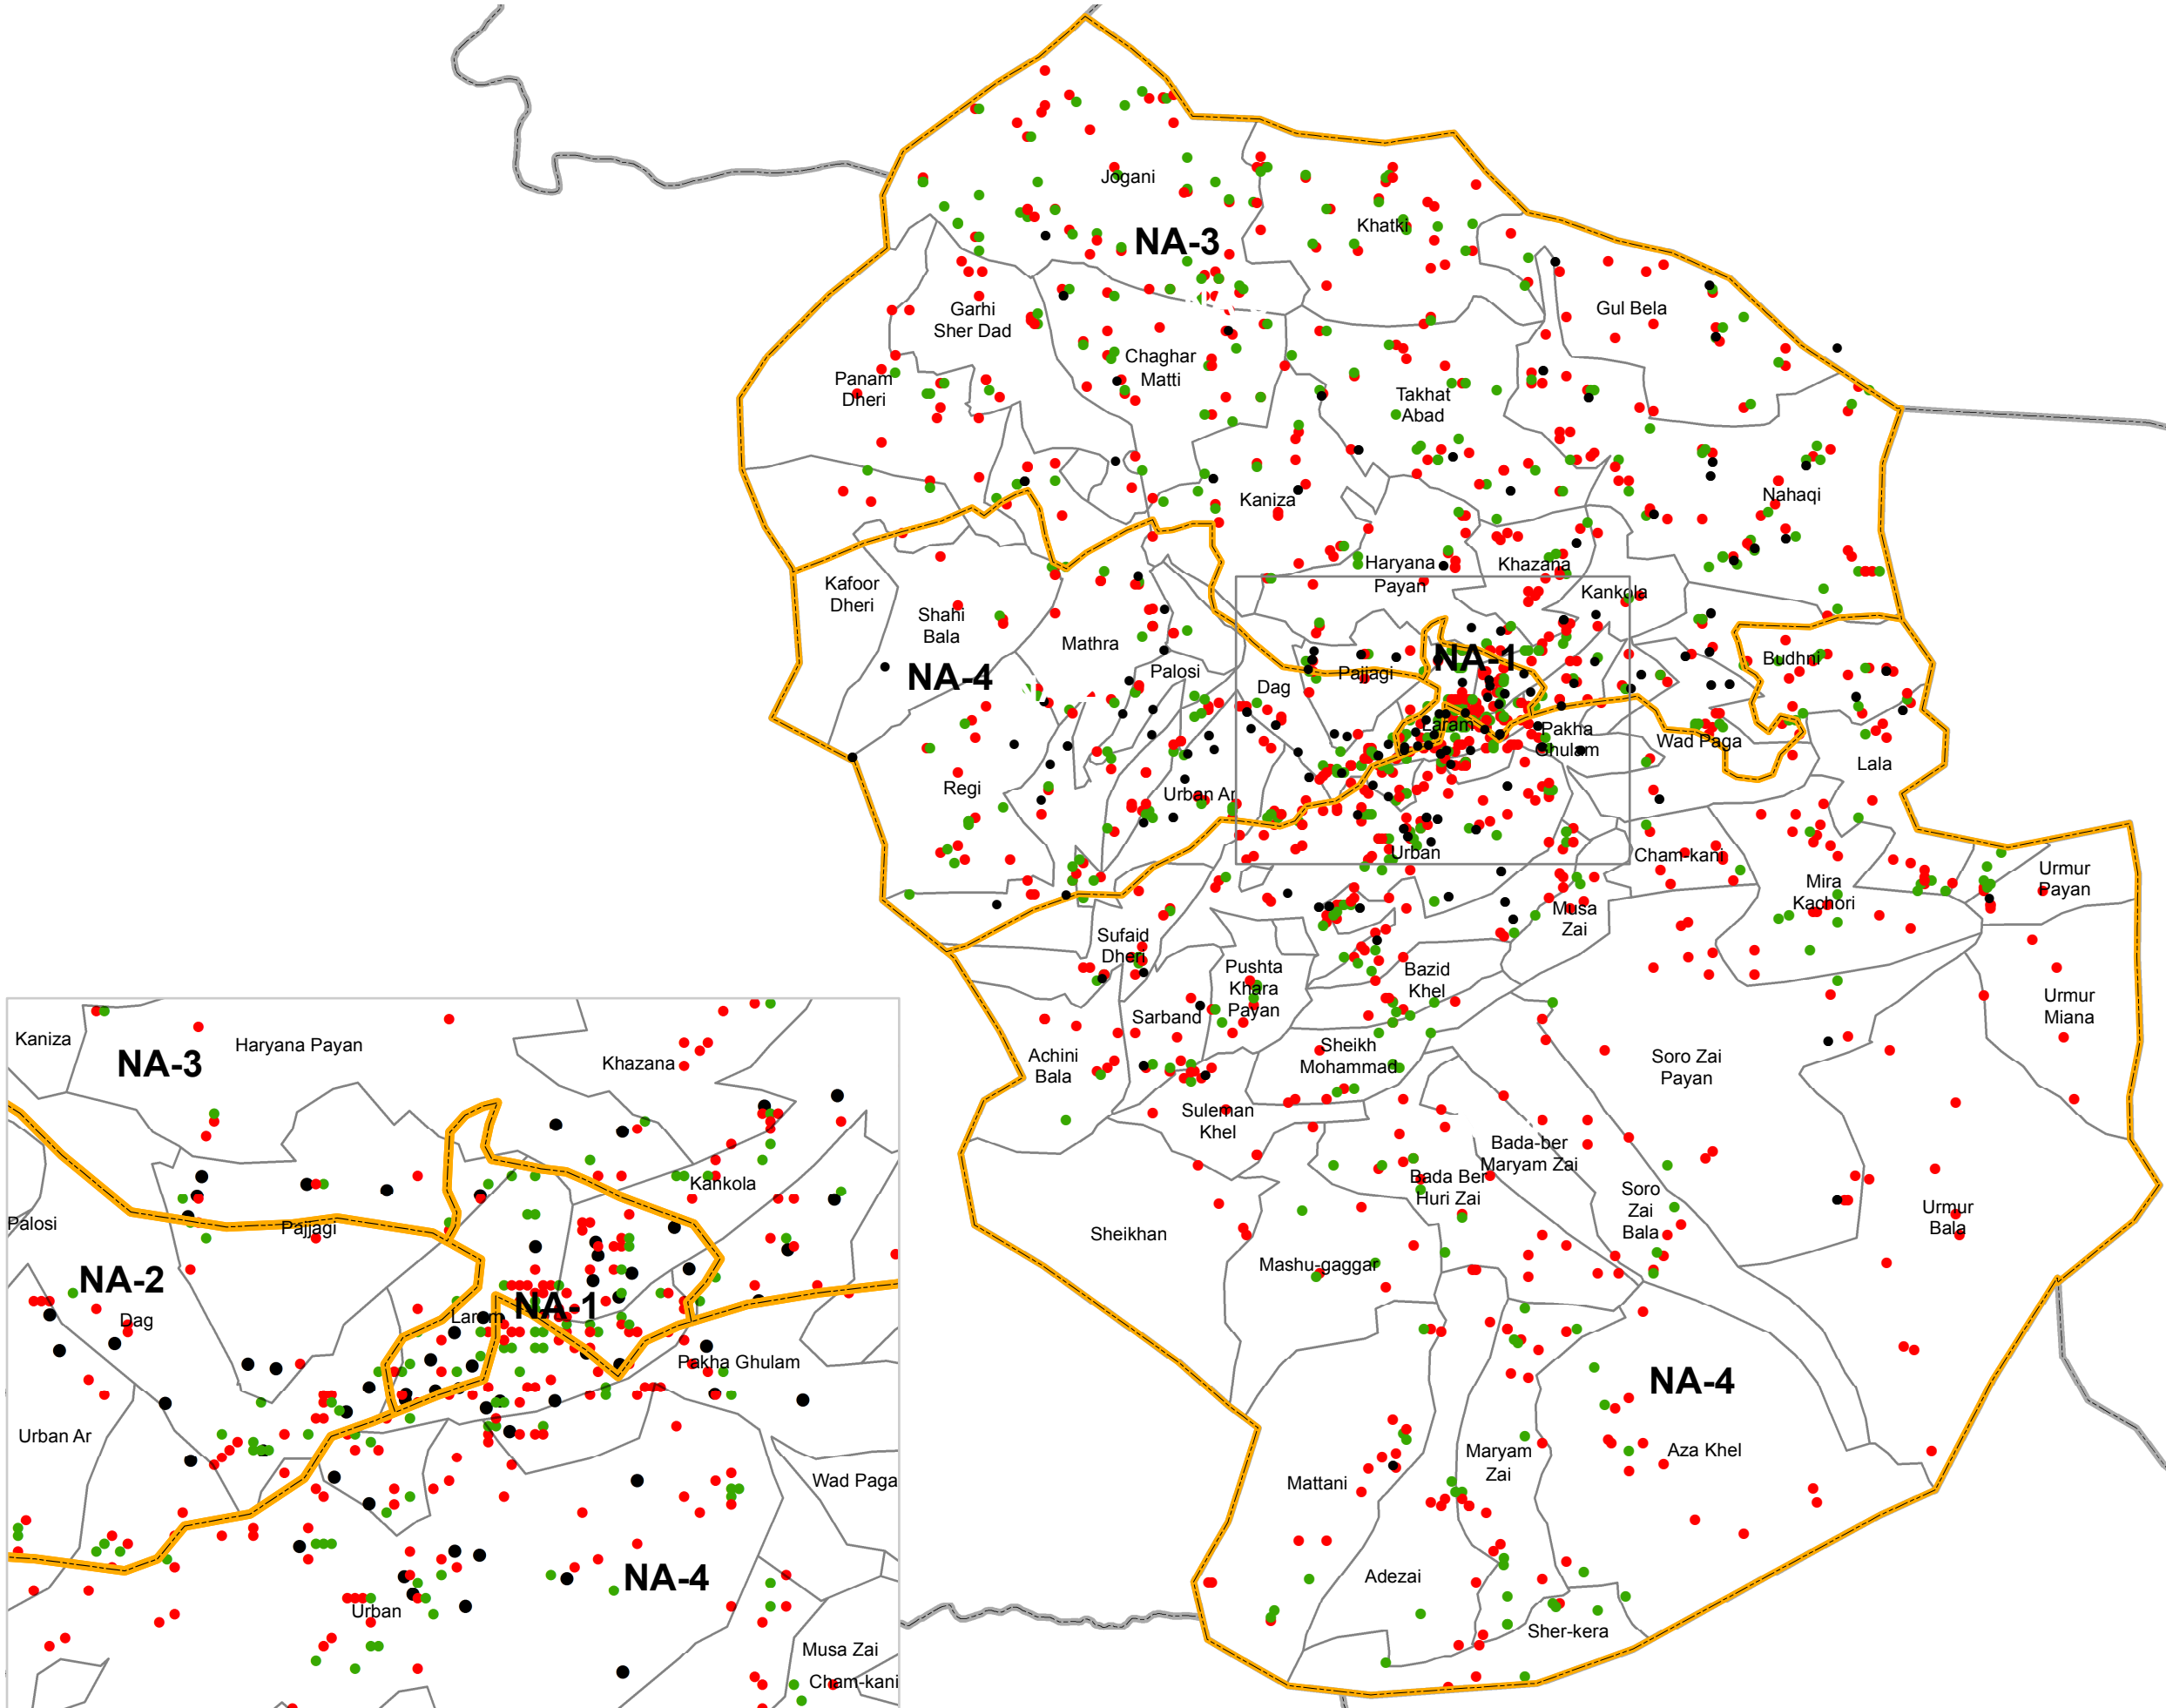 Jogani
NA-3
Khatki
Garhi
Sher Dad
Gul Bela
Chaghar
Matti
Panam
Dheri
Takhat
Abad
Kaniza
Nahaqi
Haryana
Payan
Khazana
Kafoor
Dheri
Kankola
Shahi
Bala
Mathra
NA-1
Budhni
NA-4
Palosi
Pajjagi
Dag
Laram
Pakha
Ghulam
Wad Paga
Lala
Regi
Urban Ar
Urban
Cham-kani
Urmur
Payan
Mira
Kachori
Musa
Zai
Sufaid
Dheri
Pushta
Khara
Payan
Bazid
Khel
Sarband
Urmur
Miana
Achini
Bala
Sheikh
Mohammad
Soro Zai
Payan
Suleman
Khel
Bada-ber
Maryam Zai
Bada Ber
Huri Zai
Soro
Zai
Bala
Urmur
Bala
Sheikhan
Mashu-gaggar
NA-4
Aza Khel
Maryam
Zai
Mattani
Adezai
Sher-kera
Kaniza
Haryana Payan
NA-3
Khazana
Kankola
Palosi
Pajjagi
NA-2
Dag
Laram
NA-1
Pakha Ghulam
Urban Ar
Wad Paga
NA-4
Urban
Musa Zai
Cham-kani